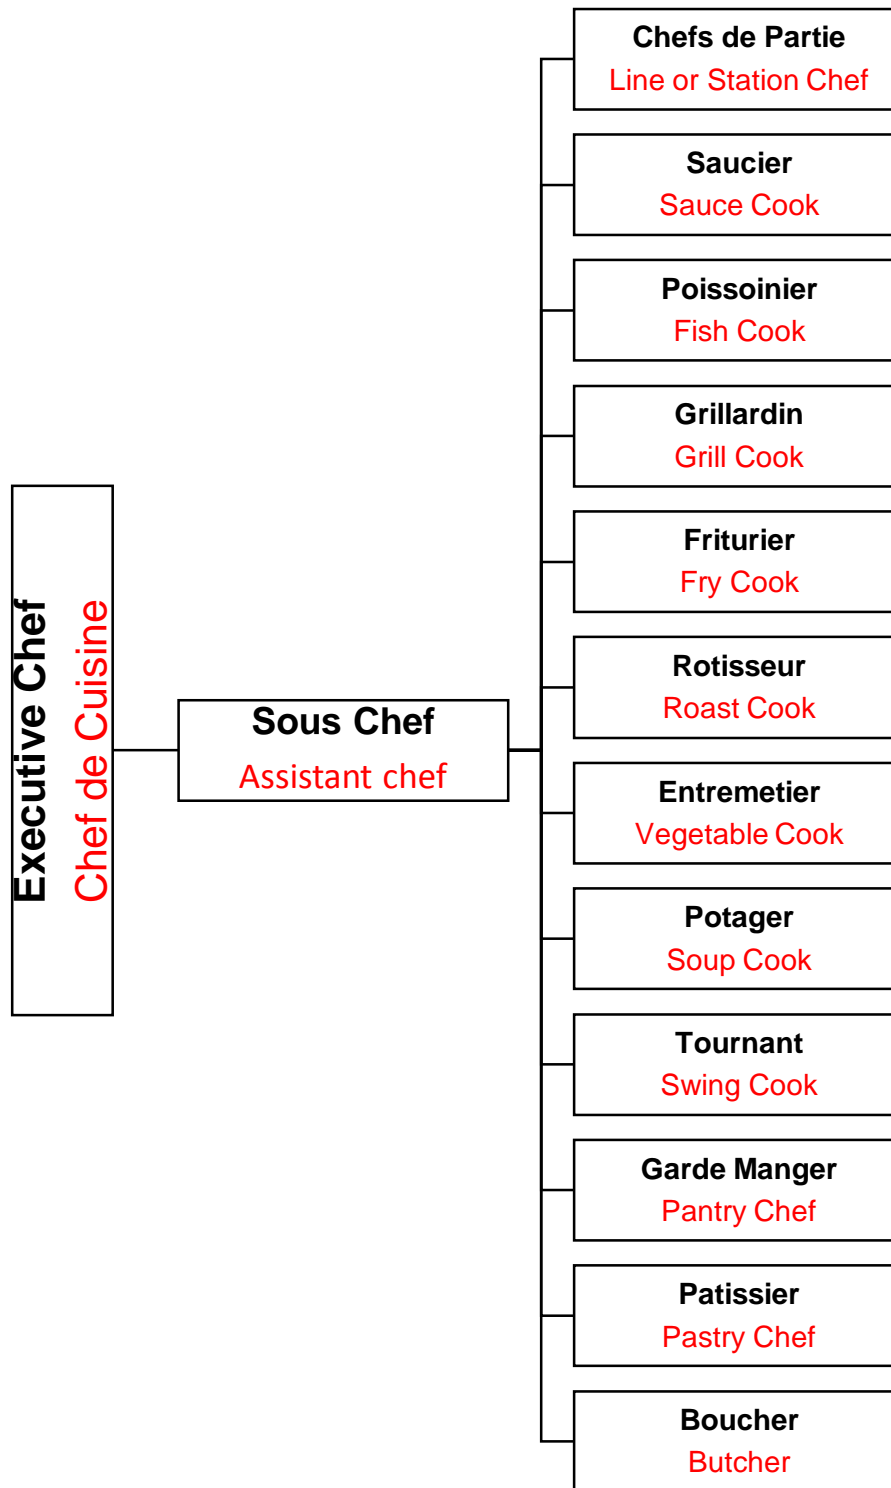 Executive Chef
Chef de Cuisine
Sous Chef
Assistant chef
Chefs de Partie
Line or Station Chef
Saucier
Sauce Cook
Poissoinier
Fish Cook
Grillardin
Grill Cook
Friturier
Fry Cook
Rotisseur
Roast Cook
Entremetier
Vegetable Cook
Potager
Soup Cook
Tournant
Swing Cook
Garde Manger
Pantry Chef
Patissier
Pastry Chef
Boucher
Butcher